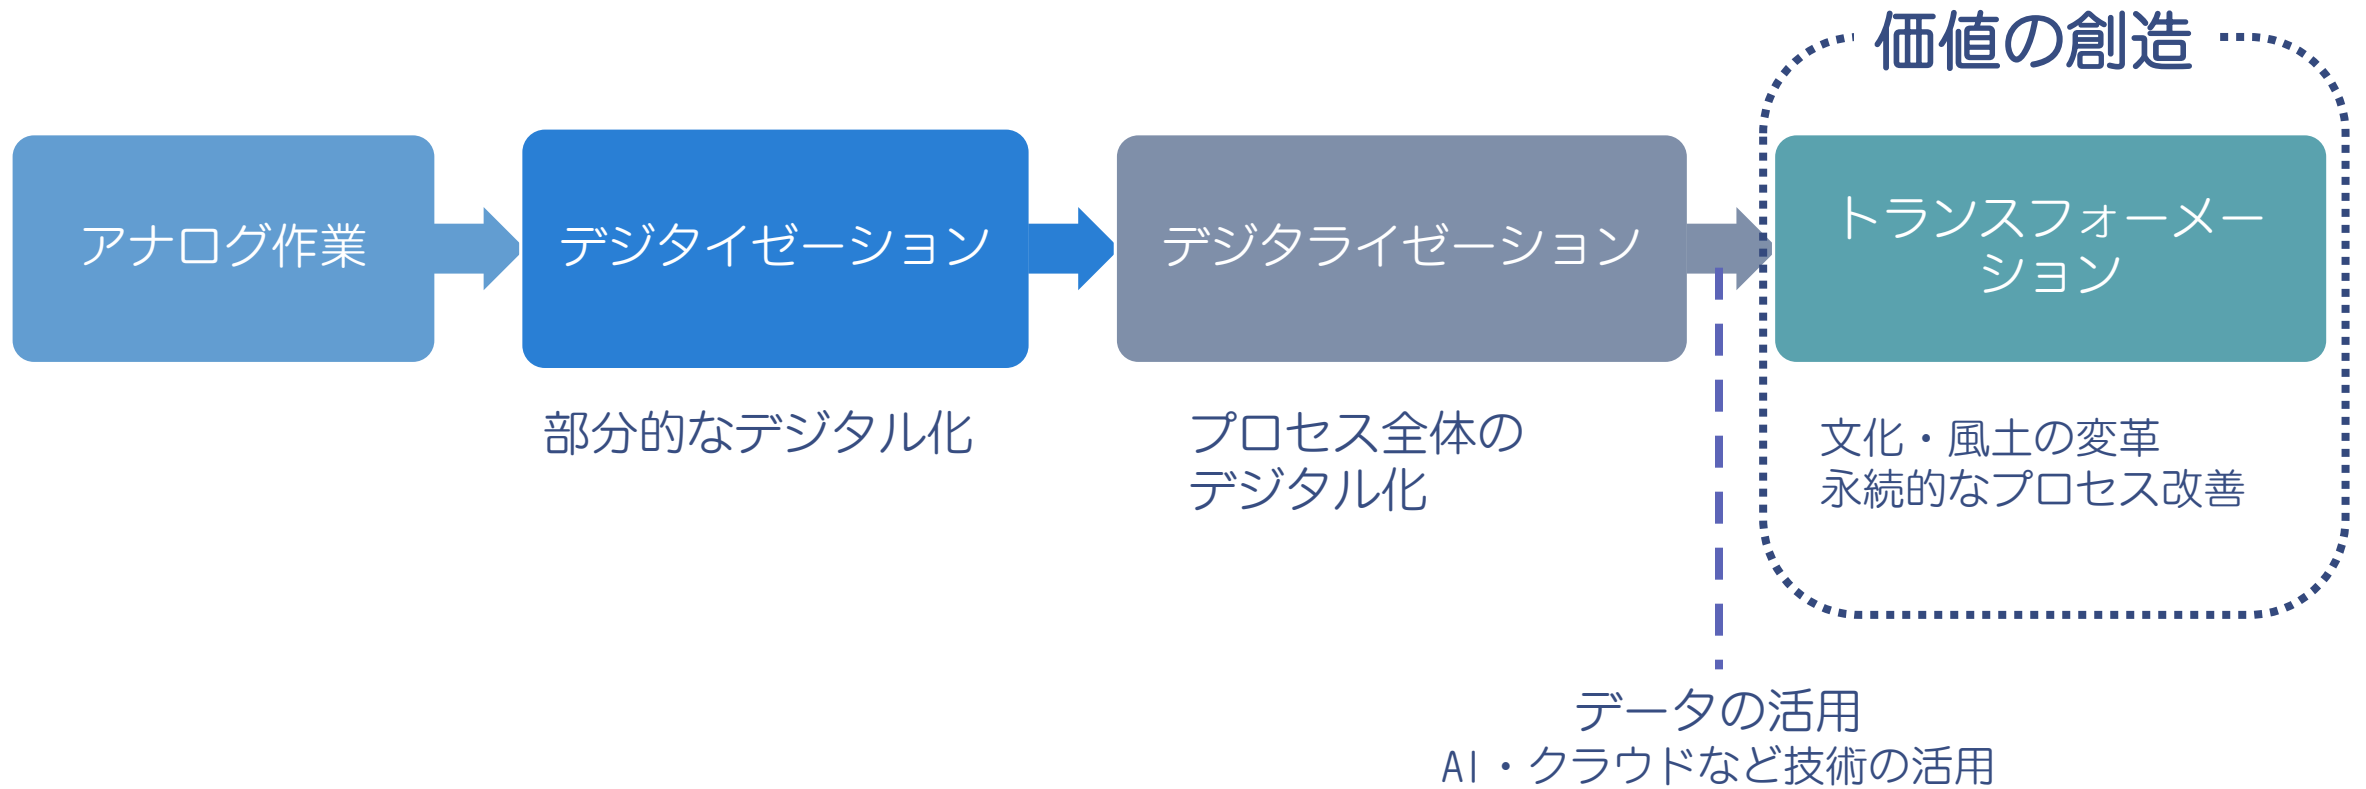 価値の創造
アナログ作業
デジタイゼーション
デジタライゼーション
トランスフォーメー
ション
部分的なデジタル化
プロセス全体の
デジタル化
文化・風土の変革
永続的なプロセス改善
データの活用
AI・クラウドなど技術の活用